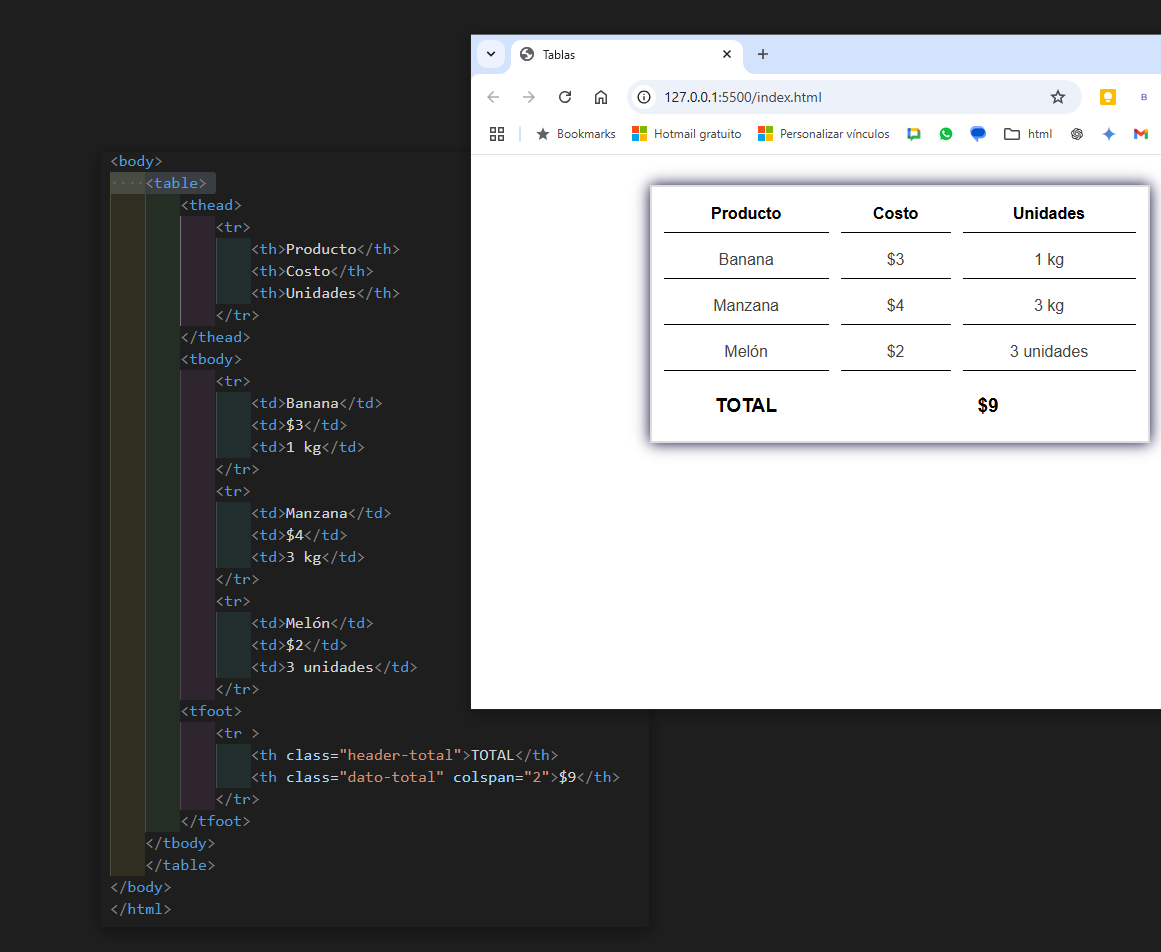 Tablas
127.0.0.1:5500/index.html
B
Bookmarks
Hotmail gratuito
Personalizar vínculos
html
<body>
<table>
<thead>
<tr>
<th>Producto</th>
<th>Costo</th>
<th>Unidades</th>
</tr>
</thead>
<tbody>
<tr>
<td>Banana</td>
<td>$3</td>
<td>1 kg</td>
</tr>
<tr>
<td>Manzana</td>
<td>$4</td>
<td>3 kg</td>
</tr>
<tr>
<td>Melón</td>
<td>$2</td>
<td>3 unidades</td>
</tr>
<tfoot>
<tr >
<th class="header-total">TOTAL</th>
<th class="dato-total" colspan="2">$9</th>
</tr>
</tfoot>
</tbody>
</table>
</body>
</html>
Producto Costo Unidades
Banana $3 1 kg
Manzana $4 3 kg
Melón $2 3 unidades
TOTAL $9